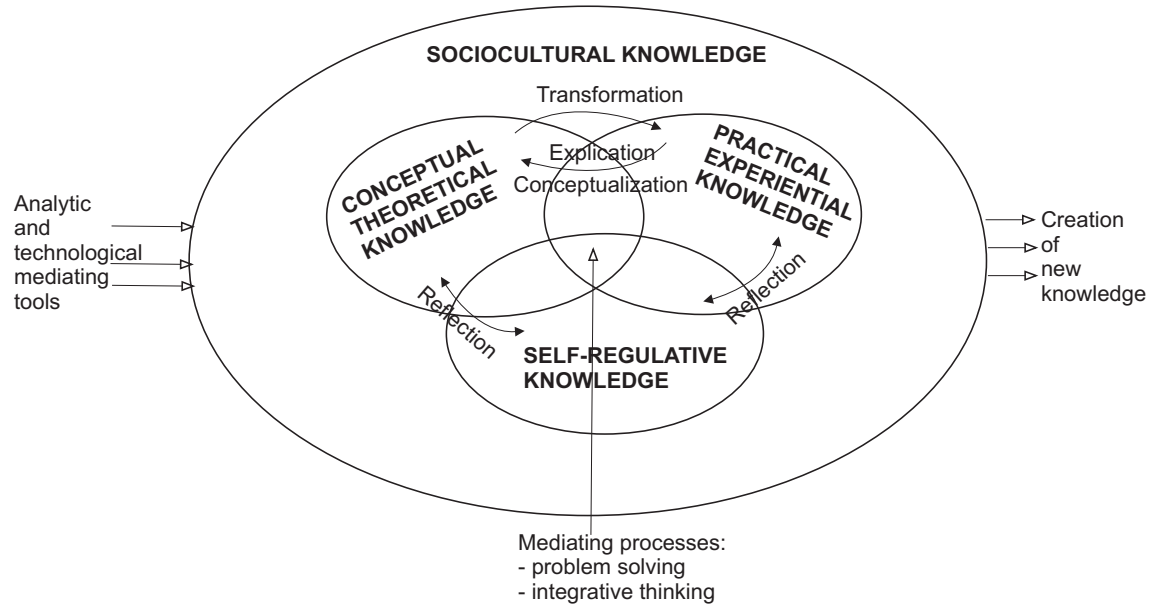 SOCIOCULTURAL KNOWLEDGE
Transformation
Explication
Conceptualization
CONCEPTUAL
THEORETICAL
KNOWLEDGE
PRACTICAL
EXPERIENTIAL
KNOWLEDGE
Analytic
and
technological
mediating
tools
Creation
of
new
knowledge
Reflection
Reflection
SELF-REGULATIVE
KNOWLEDGE
Mediating processes:
- problem solving
- integrative thinking